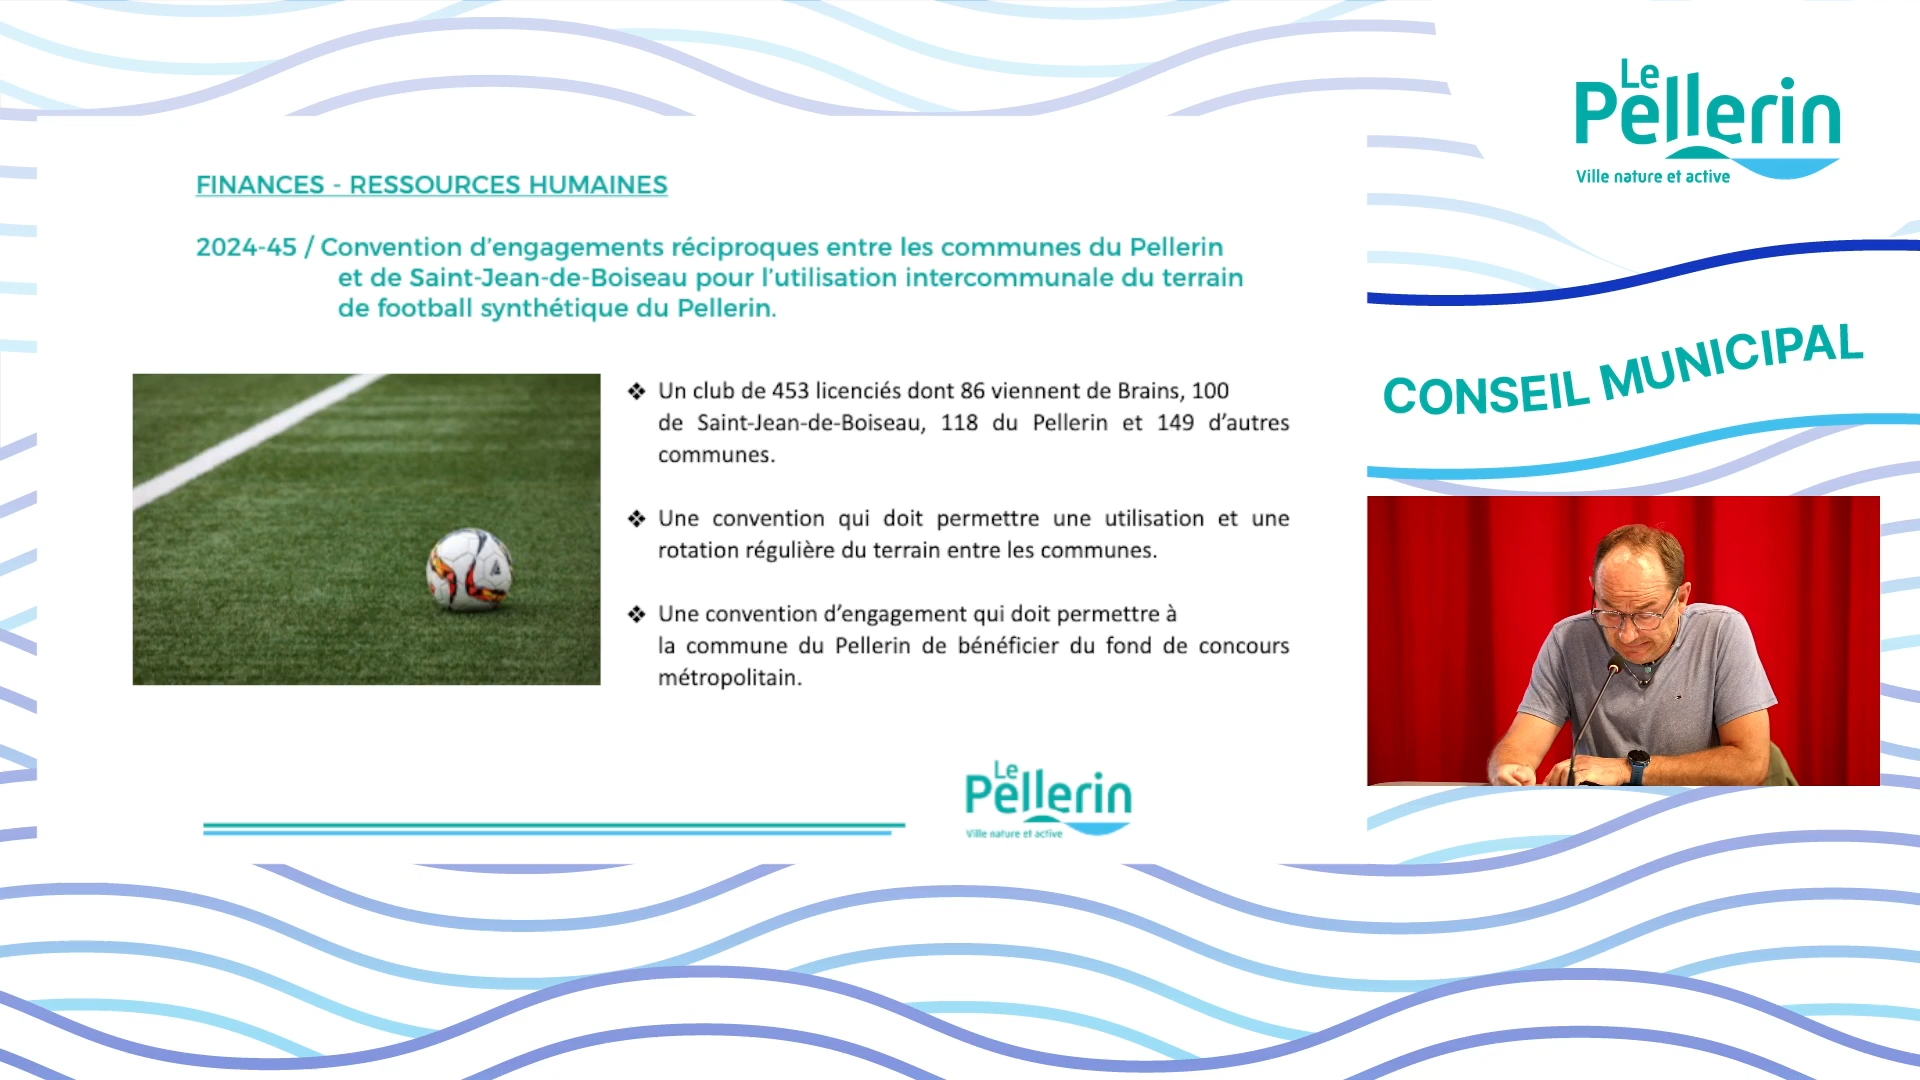 FINANCES - RESSOURCES HUMAINES
2024-45 / Convention d'engagements réciproques entre les communes du Pellerin
et de Saint-Jean-de-Boiseau pour l'utilisation intercommunale du terrain
de football synthétique du Pellerin.
❖ Un club de 453 licenciés dont 86 viennent de Brains, 100
de Saint-Jean-de-Boiseau, 118 du Pellerin et 149 d'autres
communes.
❖ Une convention qui doit permettre une utilisation et une
rotation régulière du terrain entre les communes.
❖ Une convention d'engagement qui doit permettre à
la commune du Pellerin de bénéficier du fond de concours
métropolitain.
Le
Pellerin
Ville nature et active
Le
Pellerin
Ville nature et active
CONSEIL MUNICIPAL